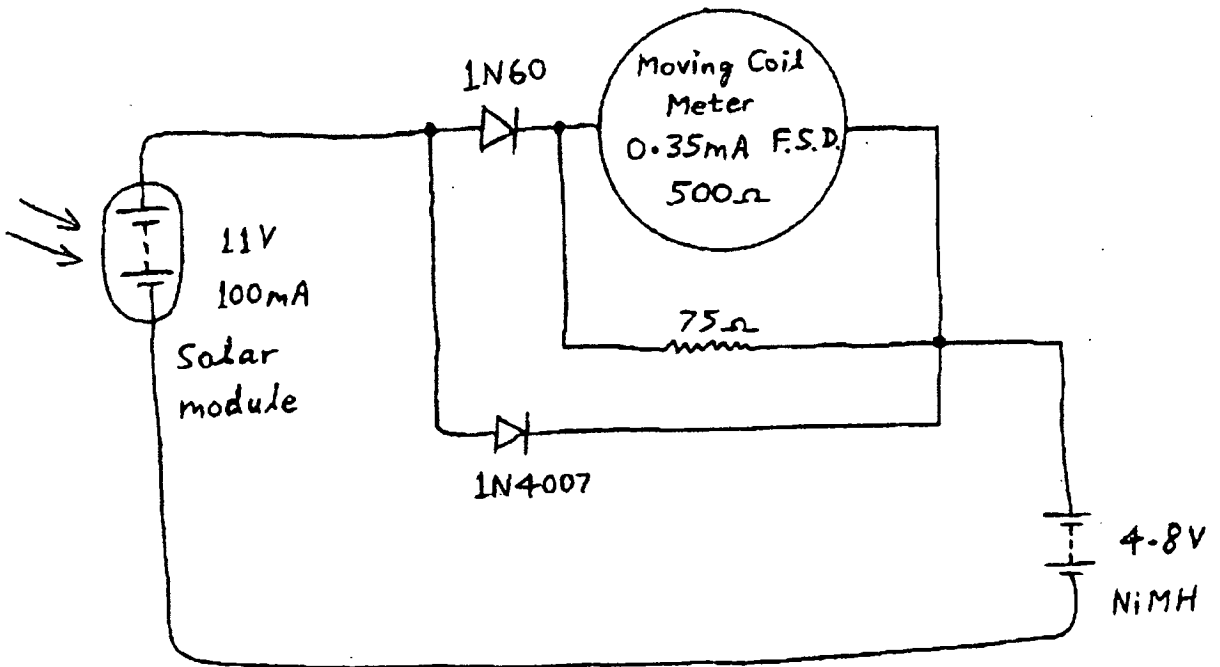 1N60
Moving Coil
Meter
0.35mA F.S.D.
500Ω
11V
100mA
Solar
module
75Ω
1N4007
4.8V
NiMH